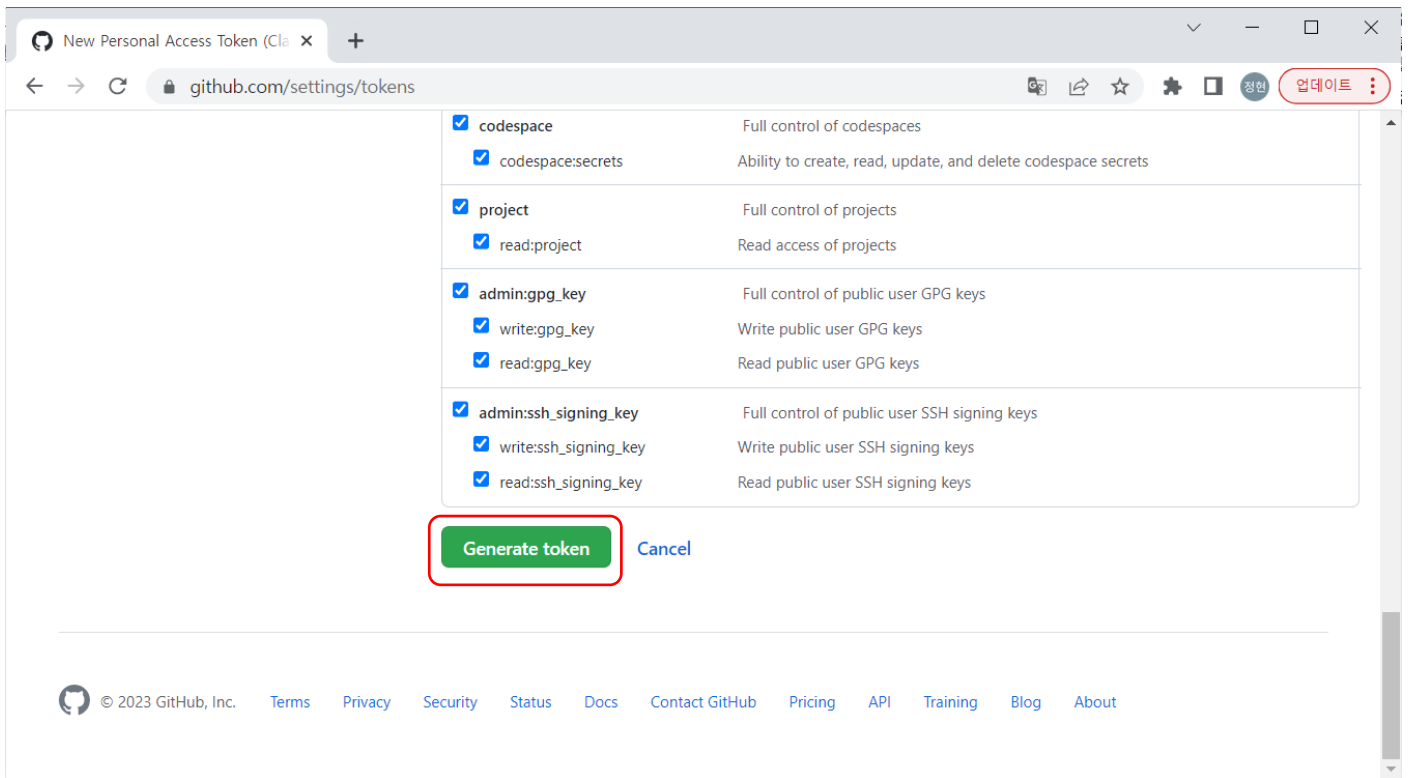 New Personal Access Token (Cla
github.com/settings/tokens
정현
업데이트
codespace Full control of codespaces
codespace:secrets Ability to create, read, update, and delete codespace secrets
project Full control of projects
read:project Read access of projects
admin:gpg_key Full control of public user GPG keys
write:gpg_key Write public user GPG keys
read:gpg_key Read public user GPG keys
admin:ssh_signing_key Full control of public user SSH signing keys
write:ssh_signing_key Write public user SSH signing keys
read:ssh_signing_key Read public user SSH signing keys
Generate token Cancel
© 2023 GitHub, Inc. Terms Privacy Security Status Docs Contact GitHub Pricing API Training Blog About